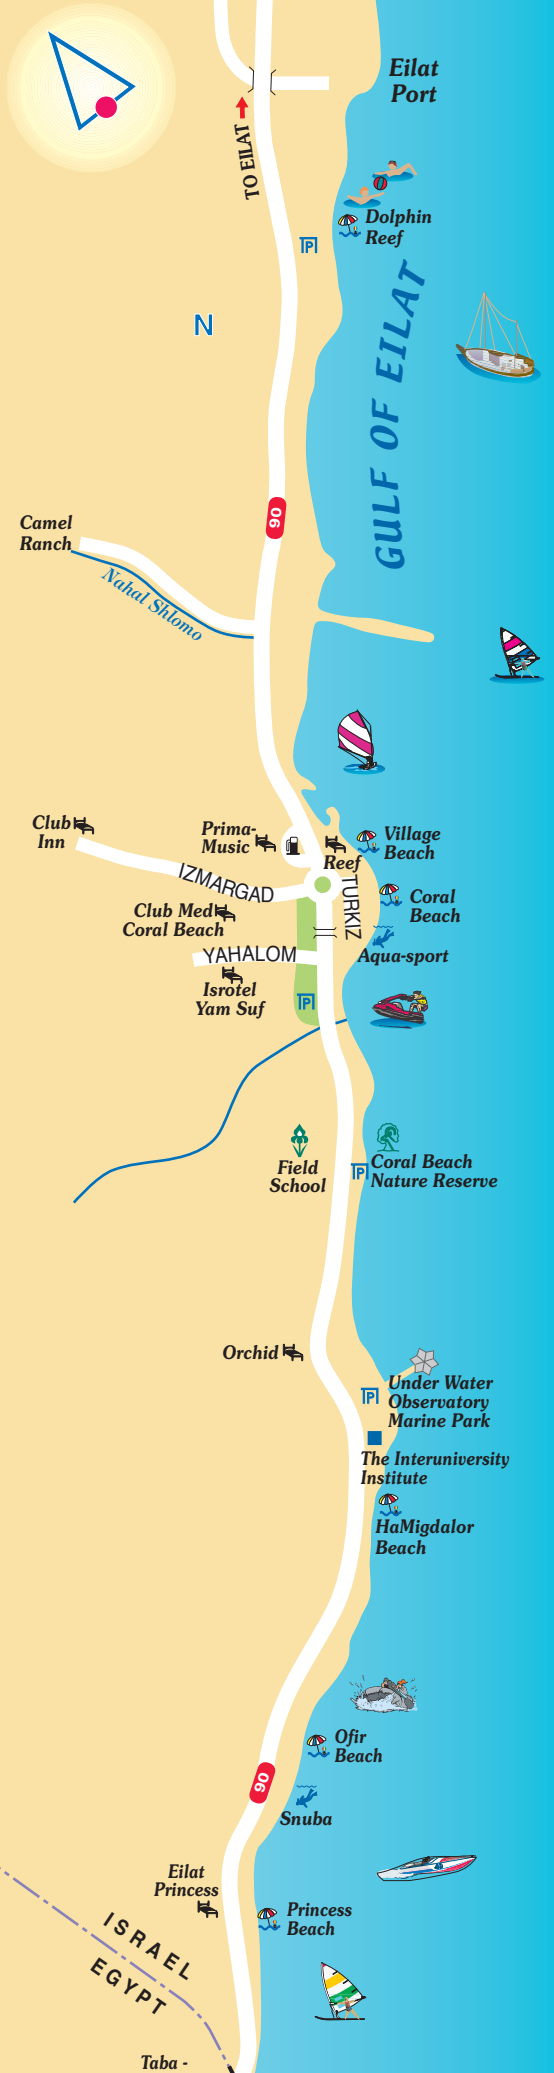 Eilat
Port
TO EILAT
Dolphin
Reef
P
N
GULF OF EILAT
90
Camel
Ranch
Nahal Shlomo
Club
Inn
Prima-
Music
Reef
Village
Beach
IZMARGAD
TURKIZ
Coral
Beach
Club Med
Coral Beach
YAHALOM
Aqua-sport
Isrotel
Yam Suf
P
Field
School
P
Coral Beach
Nature Reserve
Orchid
P
Under Water
Observatory
Marine Park
The Interuniversity
Institute
HaMigdalor
Beach
Ofir
Beach
90
Snuba
Eilat
Princess
Princess
Beach
ISRAEL
EGYPT
Taba -